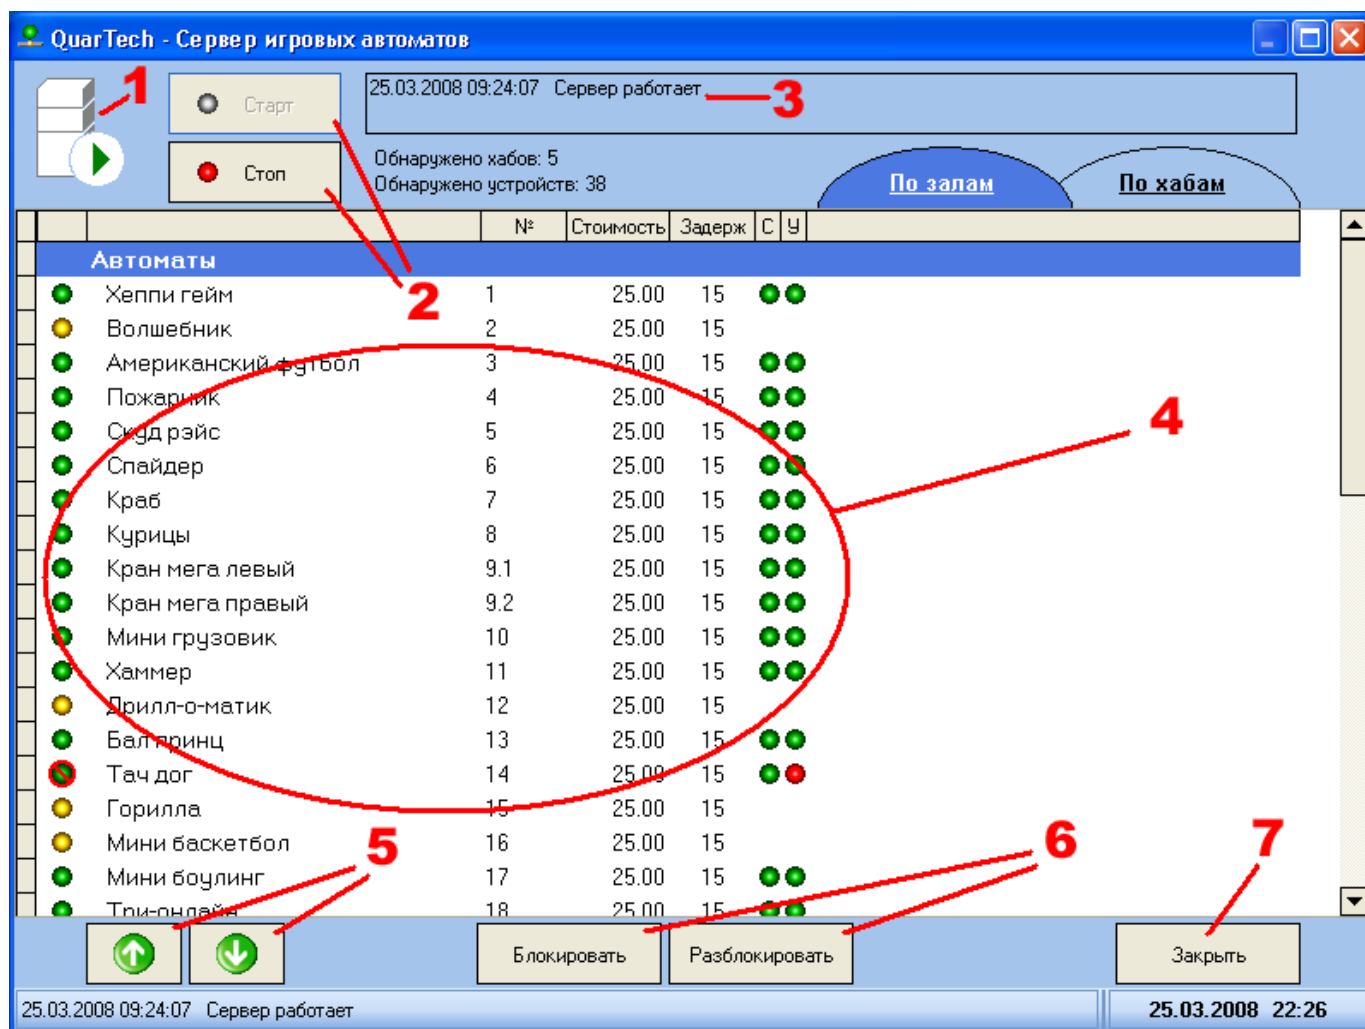 QuarTech - Сервер игровых автоматов
1
Старт
25.03.2008 09:24:07 Сервер работает
3
Стоп
Обнаружено хабов: 5
Обнаружено устройств: 38
По залам
По хабам
№ Стоимость Задерж С У
Автоматы
2
Хеппи гейм 1 25.00 15
Волшебник 2 25.00 15
Американский футбол 3 25.00 15
Пожарник 4 25.00 15
4
Скуд рэйс 5 25.00 15
Спайдер 6 25.00 15
Краб 7 25.00 15
Курицы 8 25.00 15
Кран мега левый 9.1 25.00 15
Кран мега правый 9.2 25.00 15
Мини грузовик 10 25.00 15
Хаммер 11 25.00 15
Дрилл-о-матик 12 25.00 15
Бал принц 13 25.00 15
Тач дог 14 25.00 15
Горилла 15 25.00 15
Мини баскетбол 16 25.00 15
5
6
7
Мини боулинг 17 25.00 15
Три-онлайн 18 25.00 15
Блокировать
Разблокировать
Закрыть
25.03.2008 09:24:07 Сервер работает
25.03.2008 22:26